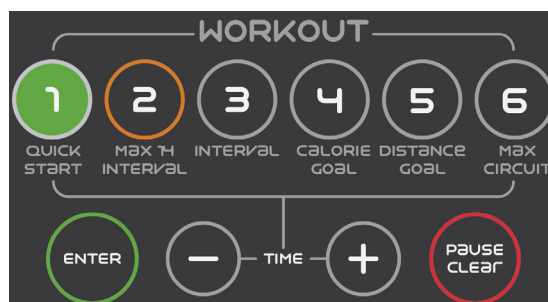 WORKOUT
1 2 3 4 5 6
QUICK START
MAX 14 INTERVAL
INTERVAL
CALORIE GOAL
DISTANCE GOAL
MAX CIRCUIT
ENTER
− TIME +
PAUSE CLEAR